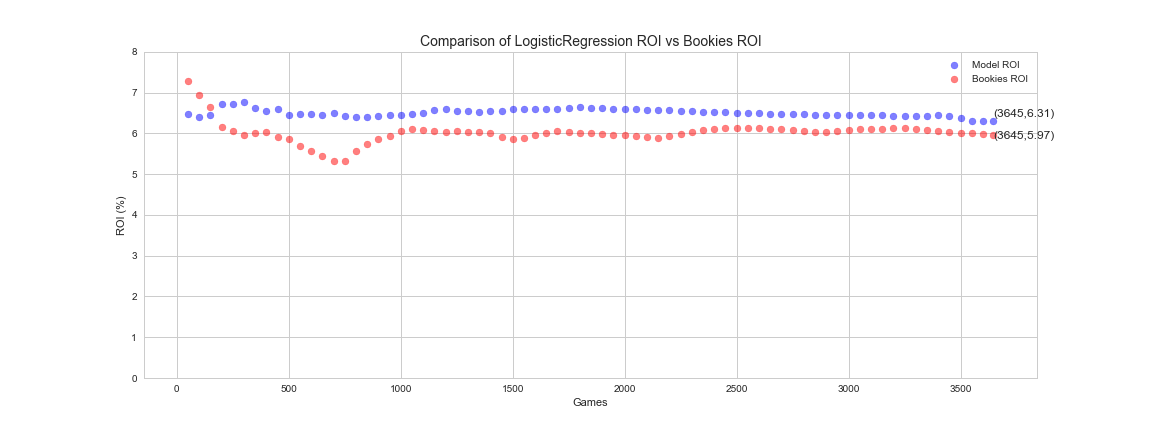 Comparison of LogisticRegression ROI vs Bookies ROI
8
7
6
5
4
3
2
1
0
ROI (%)
Model ROI
Bookies ROI
(3645,6.31)
(3645,5.97)
0 500 1000 1500 2000 2500 3000 3500
Games